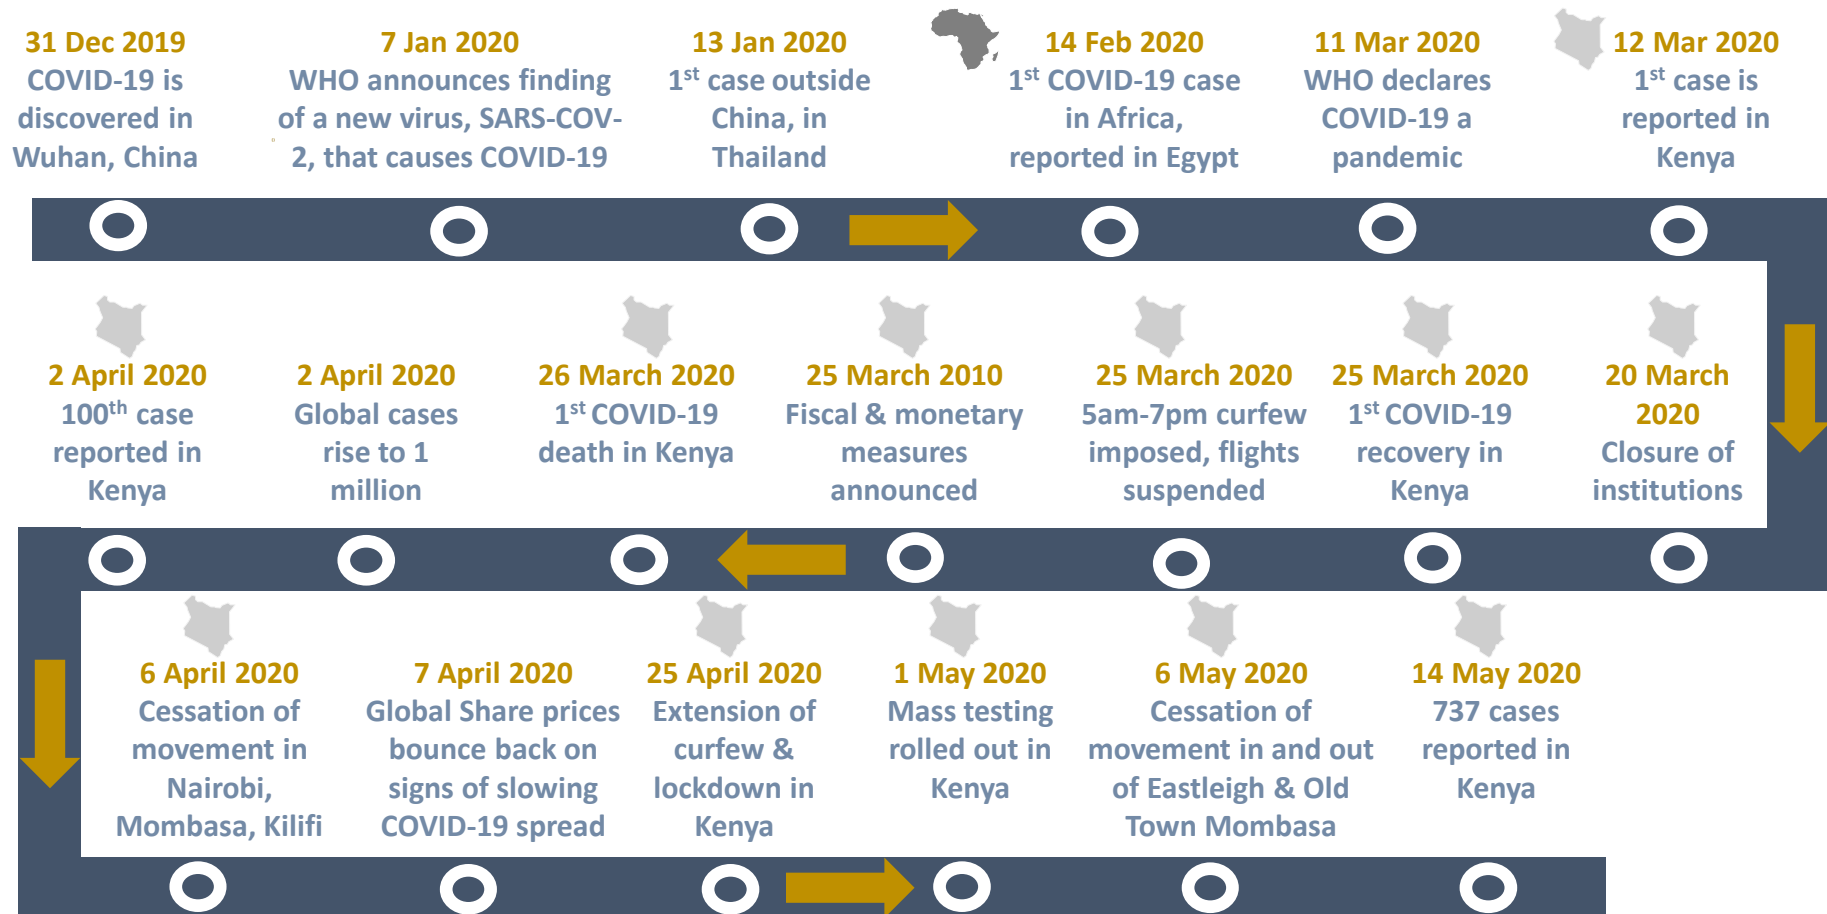 31 Dec 2019
COVID-19 is
discovered in
Wuhan, China
7 Jan 2020
WHO announces finding
of a new virus, SARS-COV-
2, that causes COVID-19
13 Jan 2020
1st case outside
China, in
Thailand
14 Feb 2020
1st COVID-19 case
in Africa,
reported in Egypt
11 Mar 2020
WHO declares
COVID-19 a
pandemic
12 Mar 2020
1st case is
reported in
Kenya
2 April 2020
100th case
reported in
Kenya
2 April 2020
Global cases
rise to 1
million
26 March 2020
1st COVID-19
death in Kenya
25 March 2010
Fiscal & monetary
measures
announced
25 March 2020
5am-7pm curfew
imposed, flights
suspended
25 March 2020
1st COVID-19
recovery in
Kenya
20 March
2020
Closure of
institutions
6 April 2020
Cessation of
movement in
Nairobi,
Mombasa, Kilifi
7 April 2020
Global Share prices
bounce back on
signs of slowing
COVID-19 spread
25 April 2020
Extension of
curfew &
lockdown in
Kenya
1 May 2020
Mass testing
rolled out in
Kenya
6 May 2020
Cessation of
movement in and out
of Eastleigh & Old
Town Mombasa
14 May 2020
737 cases
reported in
Kenya